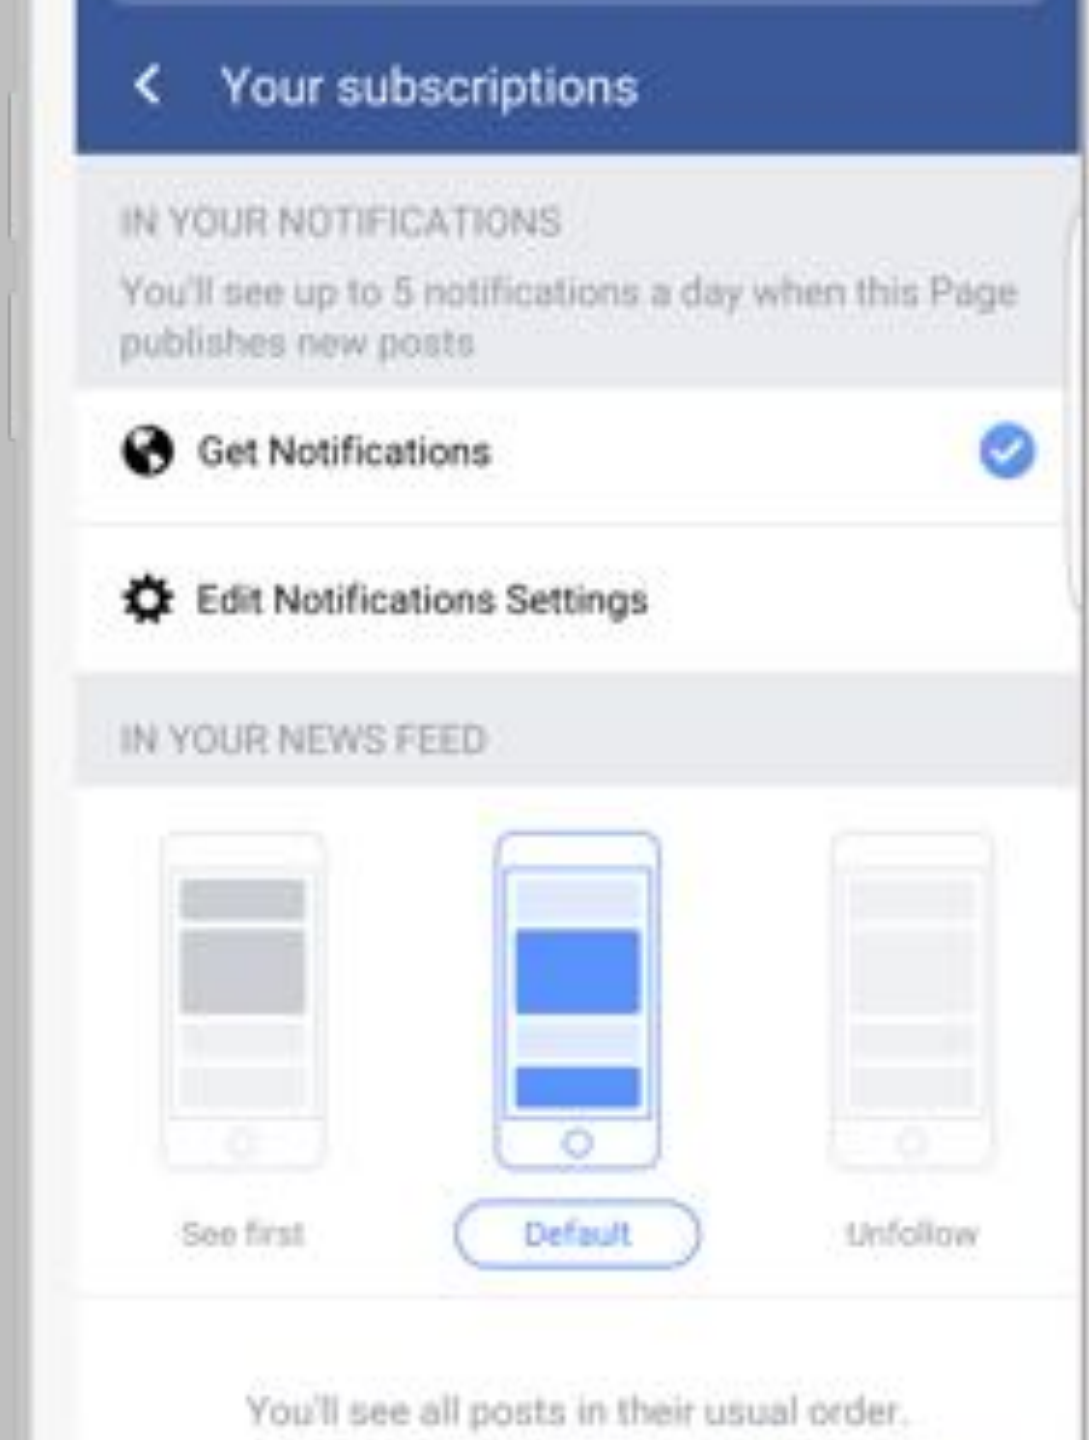 Your subscriptions
IN YOUR NOTIFICATIONS
You'll see up to 5 notifications a day when this Page
publishes new posts
Get Notifications
Edit Notifications Settings
IN YOUR NEWS FEED
See first
Default
Unfollow
You'll see all posts in their usual order.